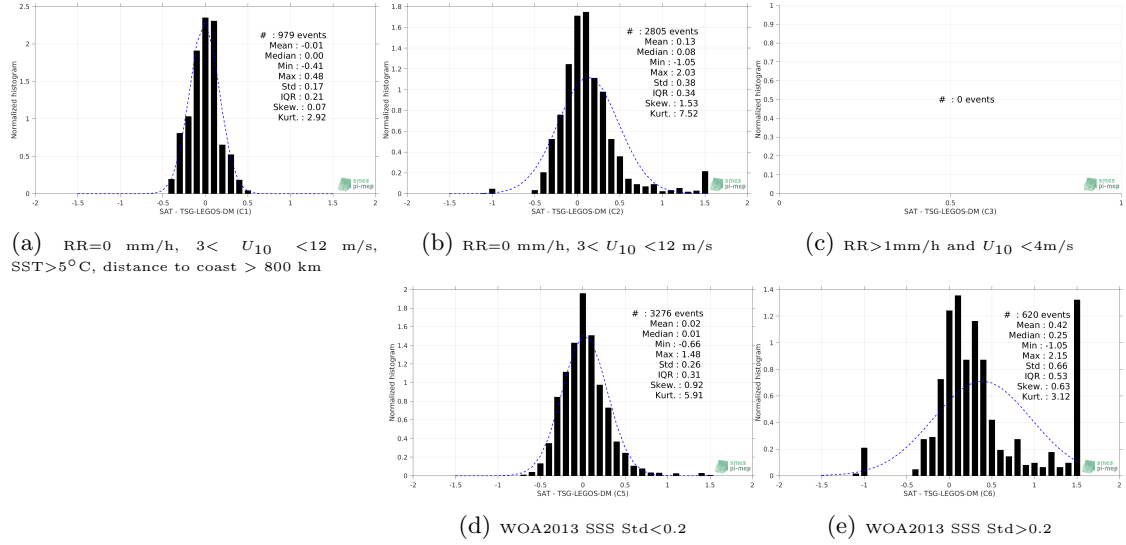 2.5
2
1.5
1
0.5
0
Normalized histogram
# : 979 events
Mean : -0.01
Median : 0.00
Min : -0.41
Max : 0.48
Std : 0.17
IQR : 0.21
Skew. : 0.07
Kurt. : 2.92
smos
pi-mep
-2 -1.5 -1 -0.5 0 0.5 1 1.5 2
SAT - TSG-LEGOS-DM (C1)
(a) RR=0 mm/h, 3< U10 <12 m/s,
SST>5°C, distance to coast > 800 km
1.8
1.6
1.4
1.2
1
0.8
0.6
0.4
0.2
0
Normalized histogram
# : 2805 events
Mean : 0.13
Median : 0.08
Min : -1.05
Max : 2.03
Std : 0.38
IQR : 0.34
Skew. : 1.53
Kurt. : 7.52
smos
pi-mep
-2 -1.5 -1 -0.5 0 0.5 1 1.5 2
SAT - TSG-LEGOS-DM (C2)
(b) RR=0 mm/h, 3< U10 <12 m/s
1
0.9
0.8
0.7
0.6
0.5
0.4
0.3
0.2
0.1
0
Normalized histogram
# : 0 events
smos
pi-mep
0 0.5 1
SAT - TSG-LEGOS-DM (C3)
(c) RR>1mm/h and U10 <4m/s
2
1.8
1.6
1.4
1.2
1
0.8
0.6
0.4
0.2
0
Normalized histogram
# : 3276 events
Mean : 0.02
Median : 0.01
Min : -0.66
Max : 1.48
Std : 0.26
IQR : 0.31
Skew. : 0.92
Kurt. : 5.91
smos
pi-mep
-2 -1.5 -1 -0.5 0 0.5 1 1.5 2
SAT - TSG-LEGOS-DM (C5)
(d) WOA2013 SSS Std<0.2
1.4
1.2
1
0.8
0.6
0.4
0.2
0
Normalized histogram
# : 620 events
Mean : 0.42
Median : 0.25
Min : -1.05
Max : 2.15
Std : 0.66
IQR : 0.53
Skew. : 0.63
Kurt. : 3.12
smos
pi-mep
-2 -1.5 -1 -0.5 0 0.5 1 1.5 2
SAT - TSG-LEGOS-DM (C6)
(e) WOA2013 SSS Std>0.2